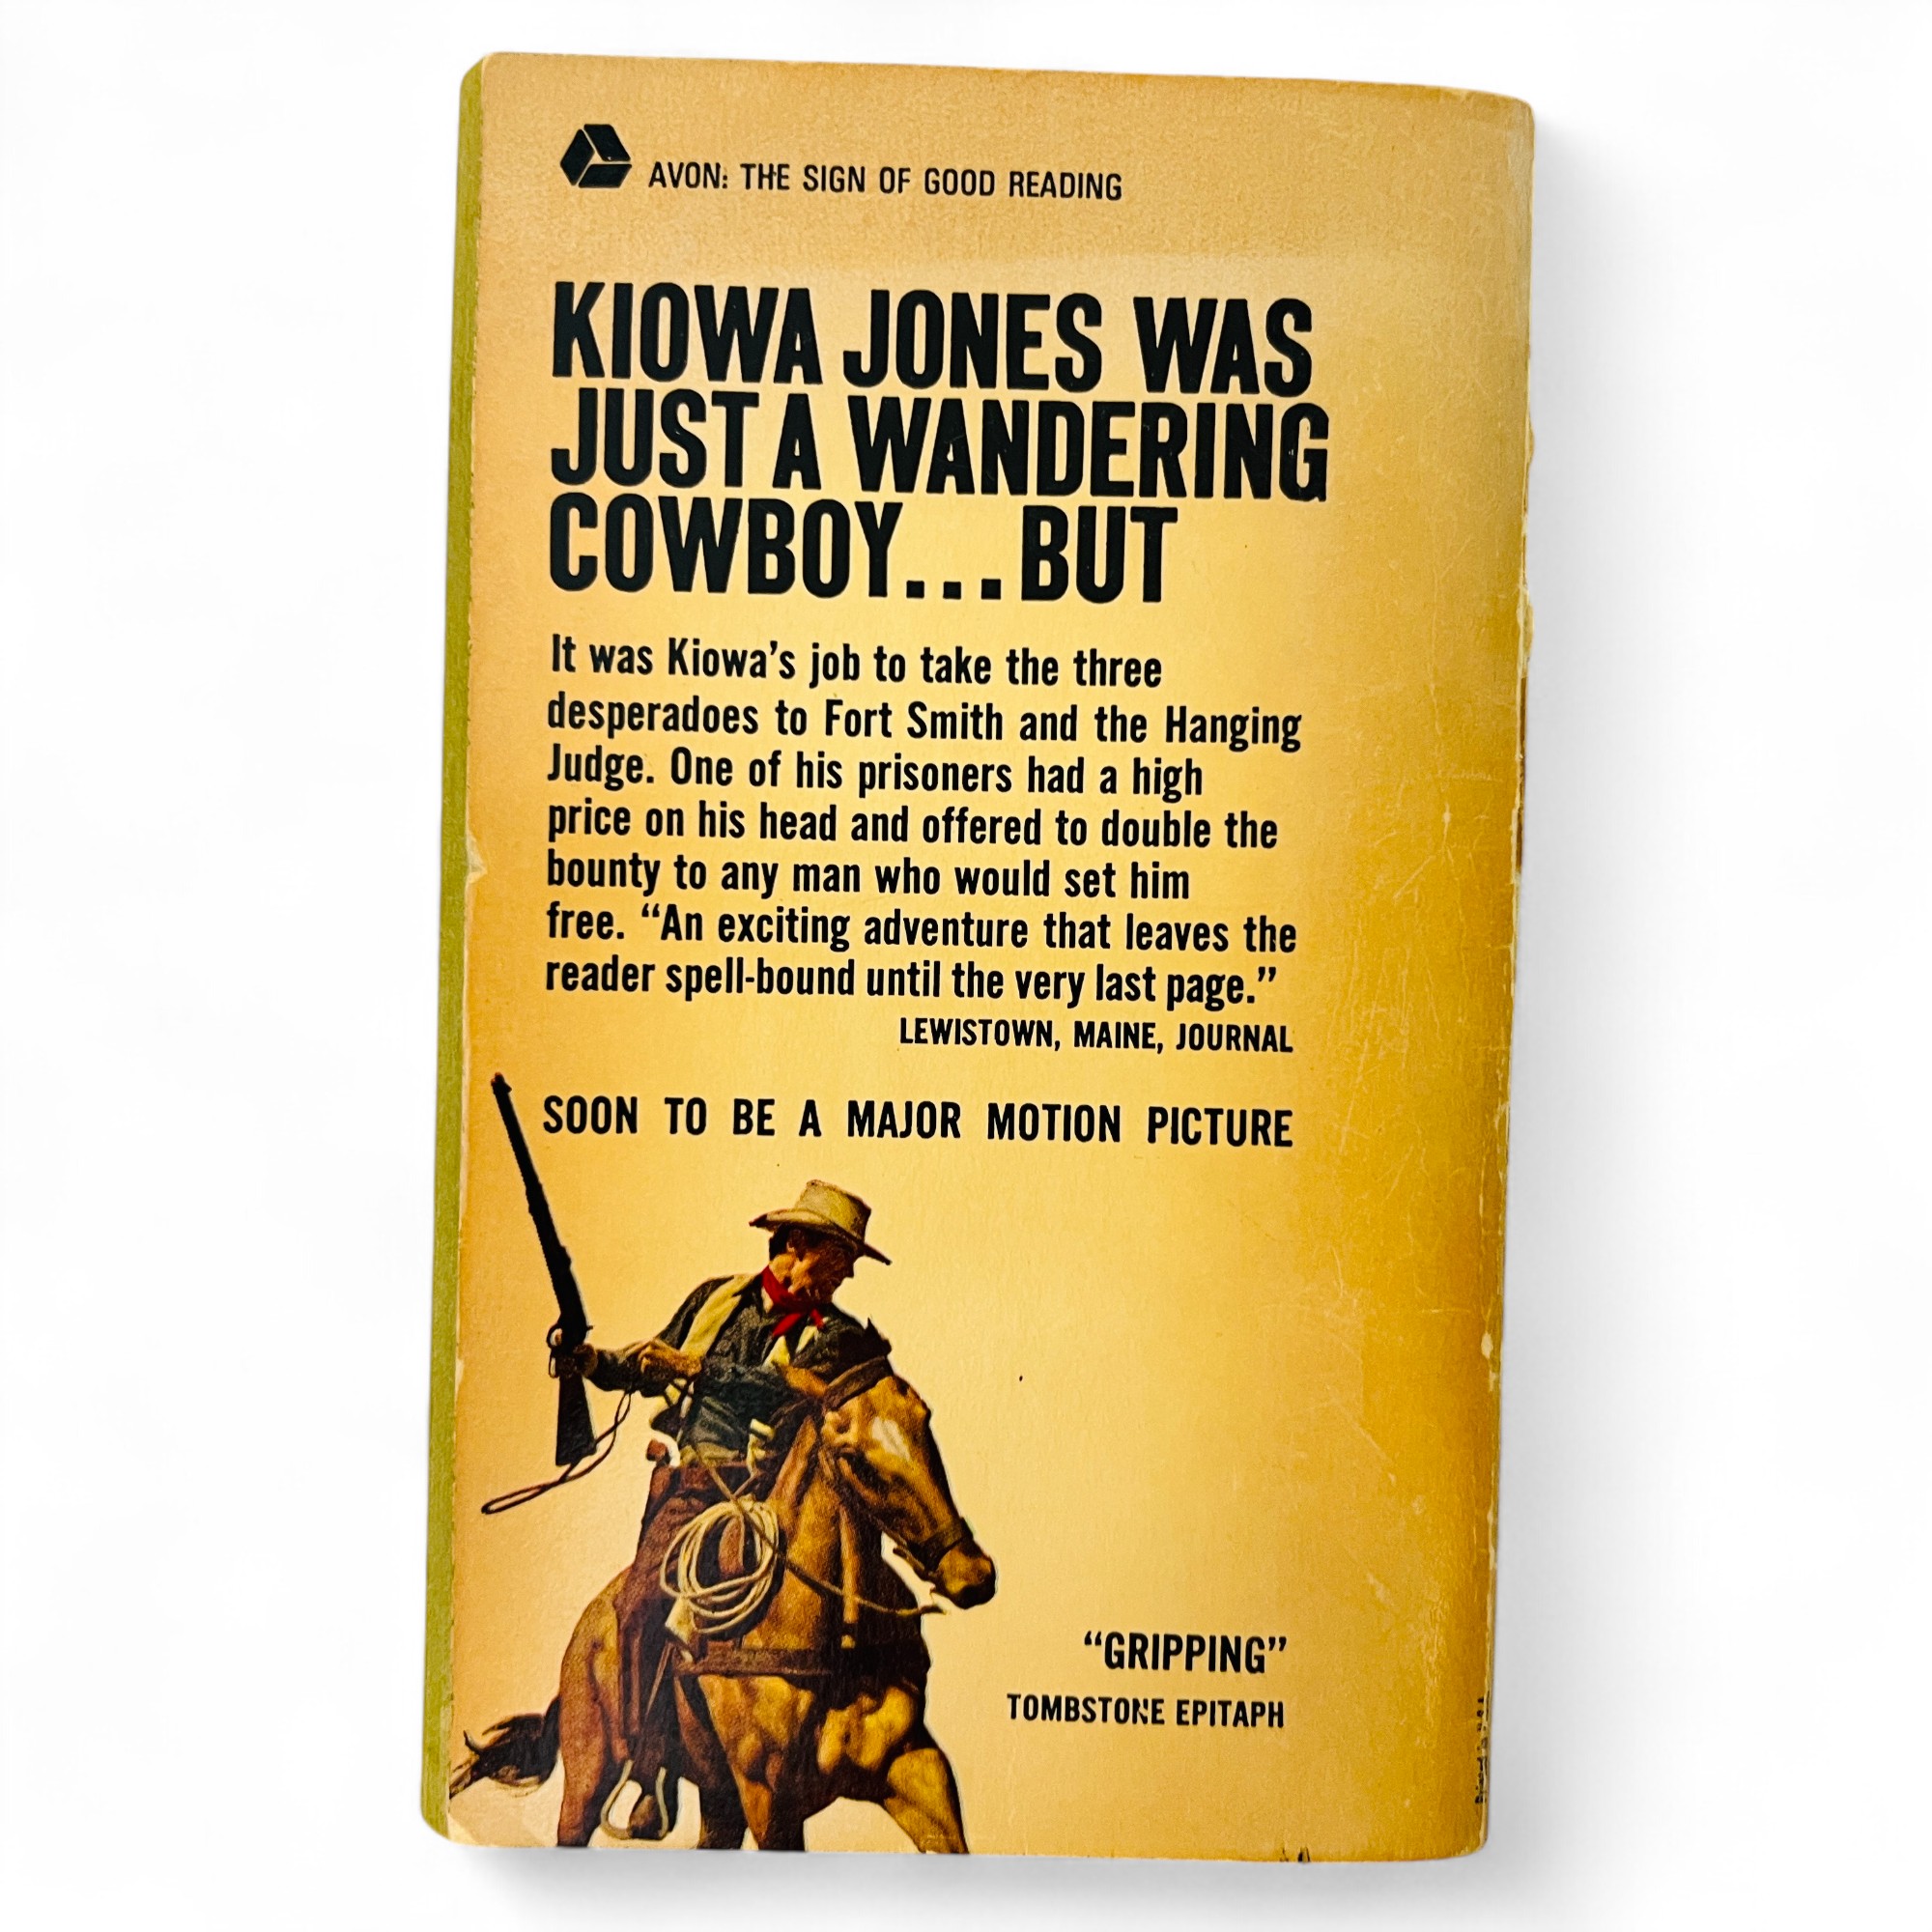 AVON: THE SIGN OF GOOD READING
KIOWA JONES WAS
JUST A WANDERING
COWBOY...BUT
It was Kiowa's job to take the three
desperadoes to Fort Smith and the Hanging
Judge. One of his prisoners had a high
price on his head and offered to double the
bounty to any man who would set him
free. “An exciting adventure that leaves the
reader spell-bound until the very last page.”
LEWISTOWN, MAINE, JOURNAL
SOON TO BE A MAJOR MOTION PICTURE
“GRIPPING”
TOMBSTONE EPITAPH
Printed in